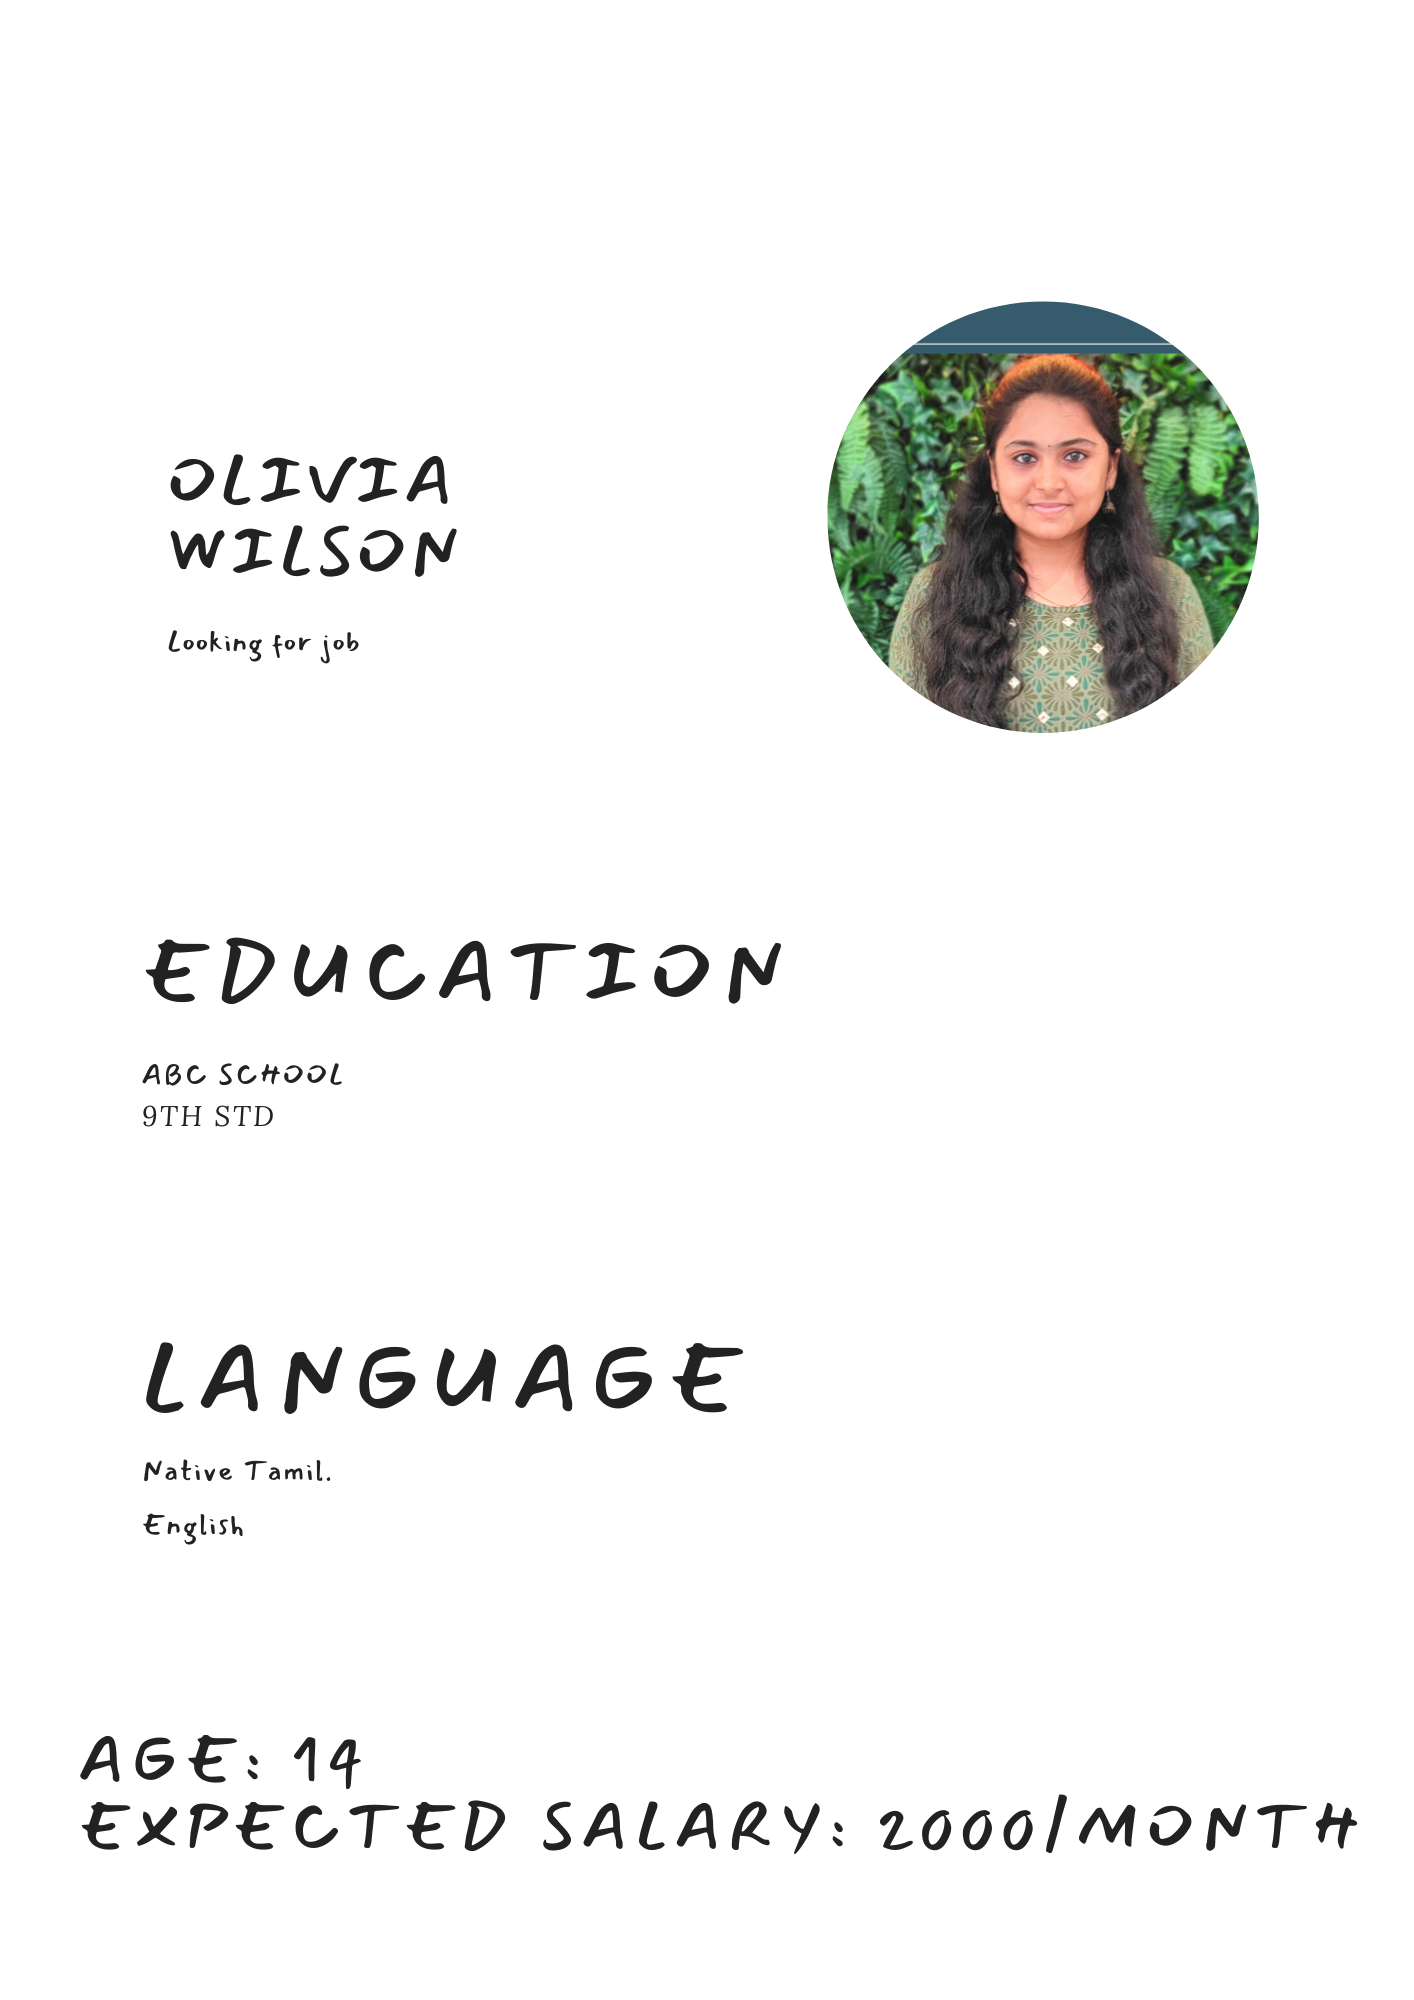 OLIVIA
WILSON
Looking for job
EDUCATION
ABC SCHOOL
9TH STD
LANGUAGE
Native Tamil.
English
AGE: 14
EXPECTED SALARY: 2000/MONTH